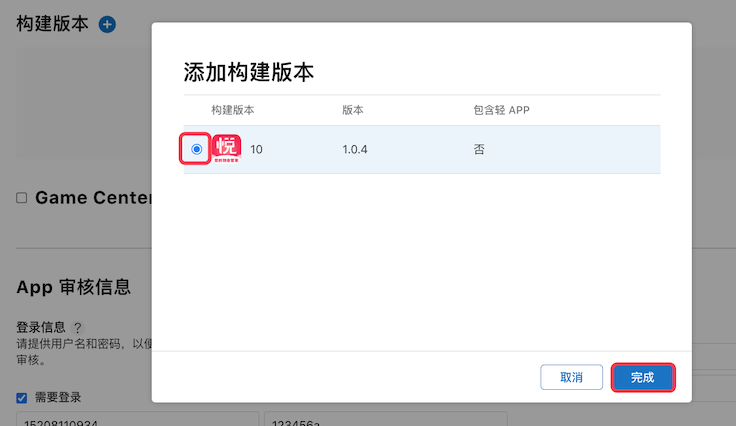 构建版本
添加构建版本
构建版本 版本 包含轻 APP
悦
10 1.0.4 否
Game Center
App 审核信息
登录信息 ?
请提供用户名和密码，以便
审核。
需要登录
15208110934 123456a
取消 完成